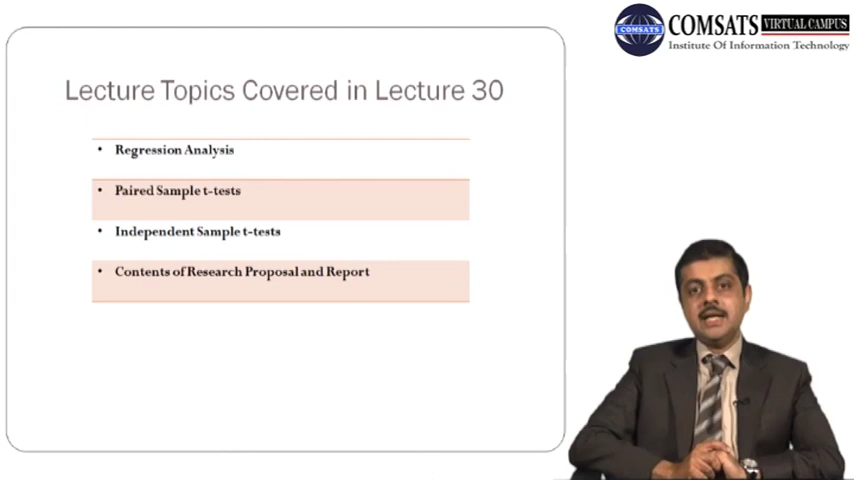 COMSATS VIRTUAL CAMPUS
COMSATS
Institute Of Information Technology
Lecture Topics Covered in Lecture 30
• Regression Analysis
• Paired Sample t-tests
• Independent Sample t-tests
• Contents of Research Proposal and Report